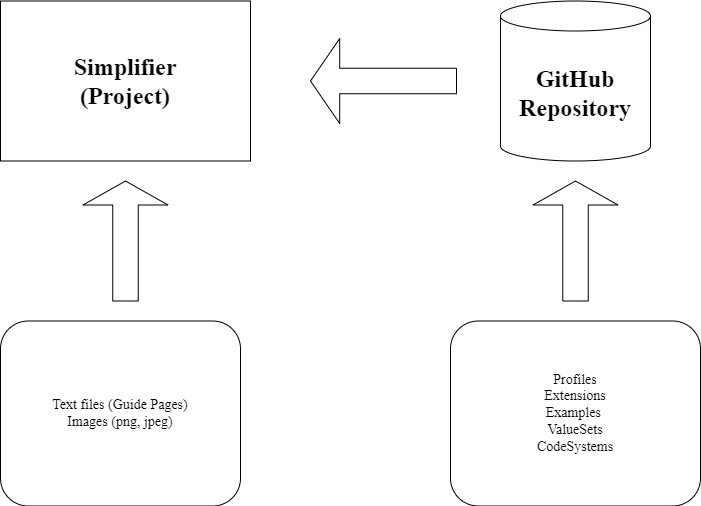 Simplifier
(Project)
GitHub
Repository
Text files (Guide Pages)
Images (png, jpeg)
Profiles
Extensions
Examples
ValueSets
CodeSystems